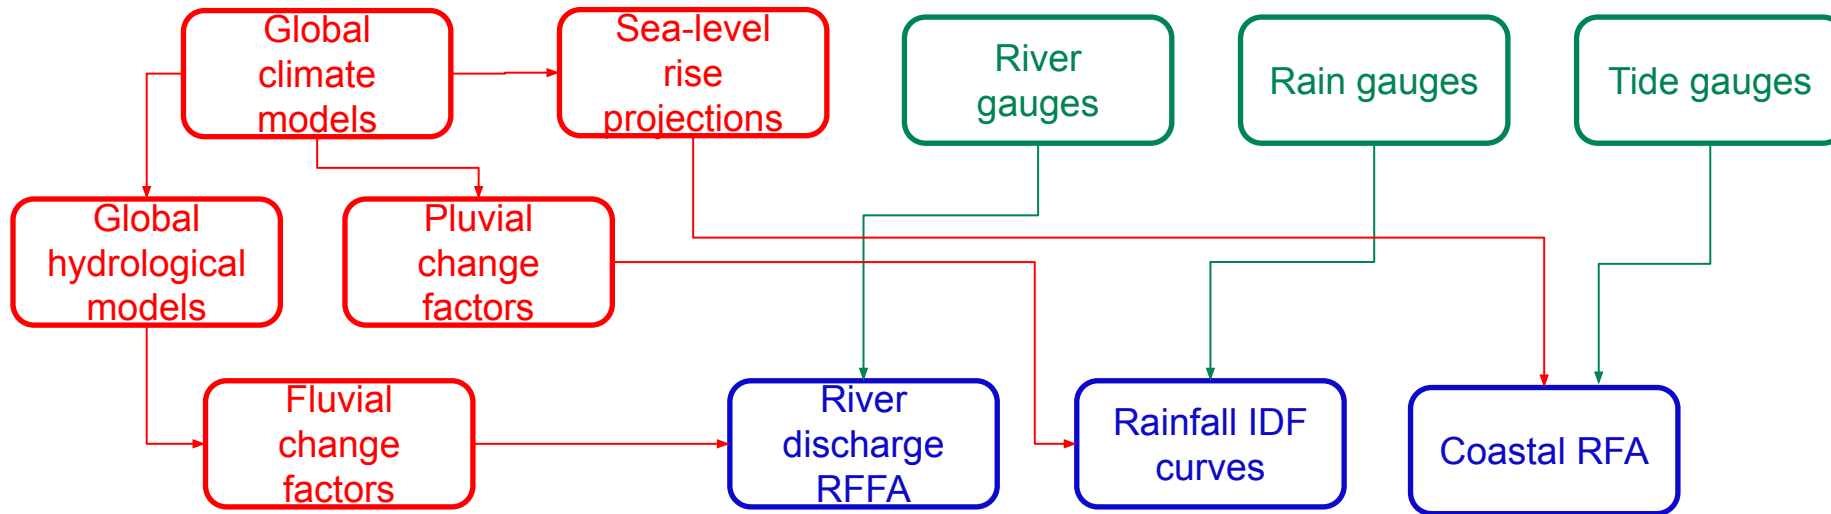 Global
climate
models
Sea-level
rise
projections
River
gauges
Rain gauges
Tide gauges
Global
hydrological
models
Pluvial
change
factors
Fluvial
change
factors
River
discharge
RFFA
Rainfall IDF
curves
Coastal RFA